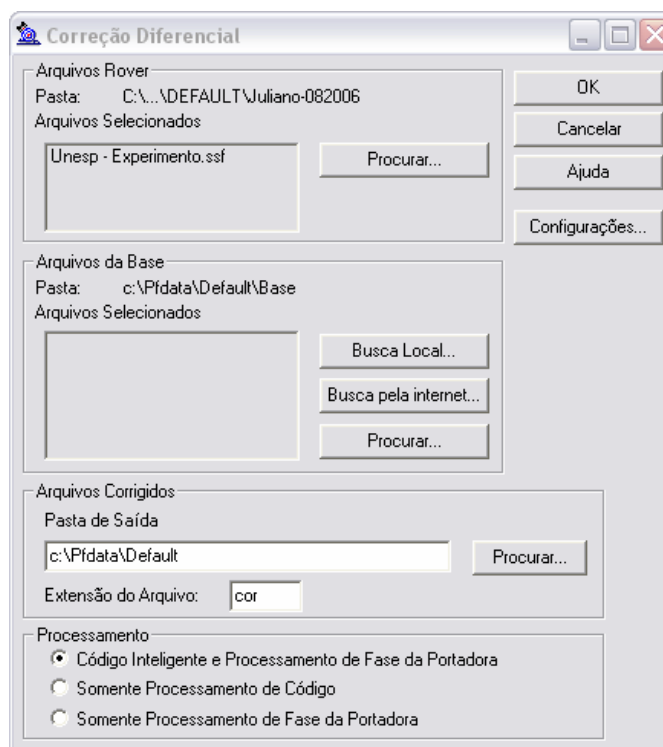 Correção Diferencial
Arquivos Rover
Pasta: C:\...\DEFAULT\Juliano-082006
Arquivos Selecionados
Unesp - Experimento.ssf
Procurar...
OK
Cancelar
Ajuda
Configurações...
Arquivos da Base
Pasta: c:\Pfdata\Default\Base
Arquivos Selecionados
Busca Local...
Busca pela internet...
Procurar...
Arquivos Corrigidos
Pasta de Saída
c:\Pfdata\Default
Procurar...
Extensão do Arquivo: cor
Processamento
Código Inteligente e Processamento de Fase da Portadora
Somente Processamento de Código
Somente Processamento de Fase da Portadora